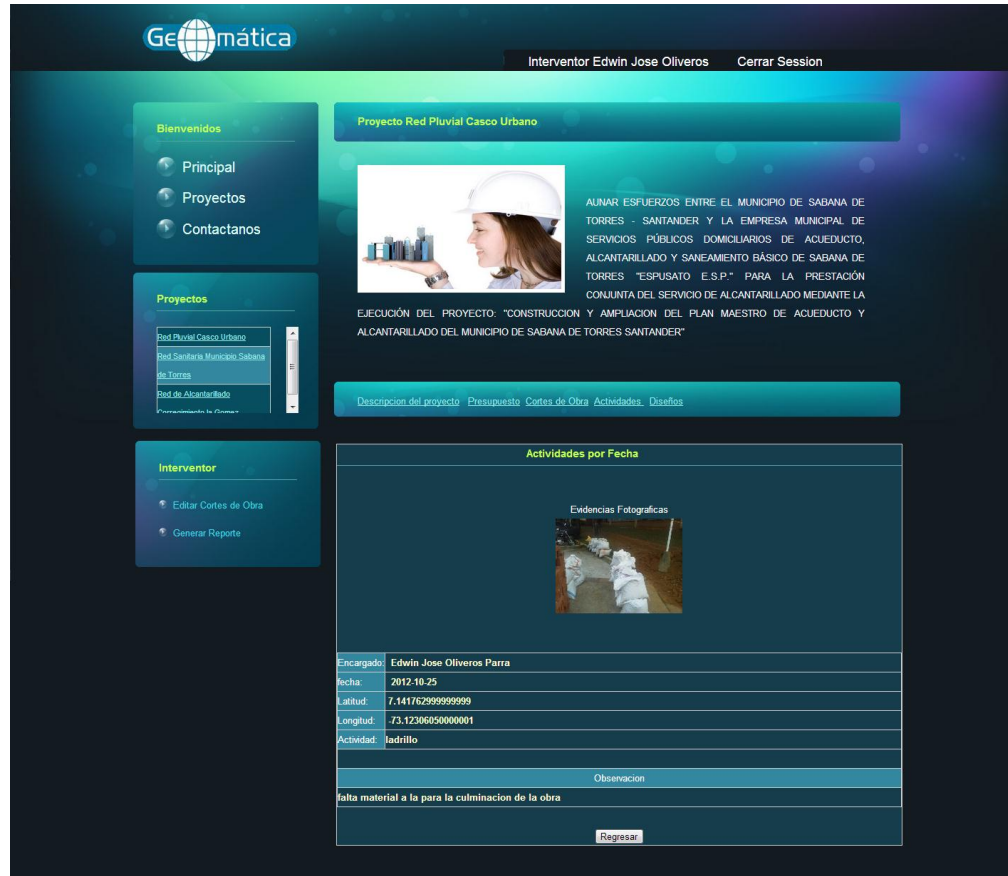 Geomática
Interventor Edwin Jose Oliveros Cerrar Session
Bienvenidos
Principal
Proyectos
Contactanos
Proyectos
Red Pluvial Casco Urbano
Red Sanitaria Municipio Sabana
de Torres
Red de Alcantarillado
Corregimiento la Gomez
Interventor
Editar Cortes de Obra
Generar Reporte
Proyecto Red Pluvial Casco Urbano
AUNAR ESFUERZOS ENTRE EL MUNICIPIO DE SABANA DE
TORRES - SANTANDER Y LA EMPRESA MUNICIPAL DE
SERVICIOS PÚBLICOS DOMICILIARIOS DE ACUEDUCTO,
ALCANTARILLADO Y SANEAMIENTO BÀSICO DE SABANA DE
TORRES "ESPUSATO E.S.P." PARA LA PRESTACIÓN
CONJUNTA DEL SERVICIO DE ALCANTARILLADO MEDIANTE LA
EJECUCIÓN DEL PROYECTO: "CONSTRUCCION Y AMPLIACION DEL PLAN MAESTRO DE ACUEDUCTO Y
ALCANTARILLADO DEL MUNICIPIO DE SABANA DE TORRES SANTANDER"
Descripcion del proyecto Presupuesto Cortes de Obra Actividades Diseños
Actividades por Fecha
Evidencias Fotograficas
Encargado: Edwin Jose Oliveros Parra
fecha: 2012-10-25
Latitud: 7.141762999999999
Longitud: -73.12306050000001
Actividad: ladrillo
Observacion
falta material a la para la culminacion de la obra
Regresar